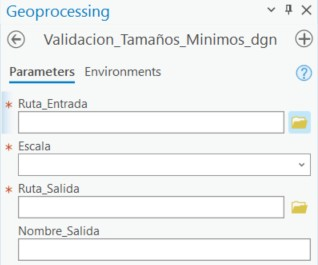 Geoprocessing
Validacion_Tamaños_Minimos_dgn
Parameters Environments
* Ruta_Entrada
* Escala
* Ruta_Salida
Nombre_Salida